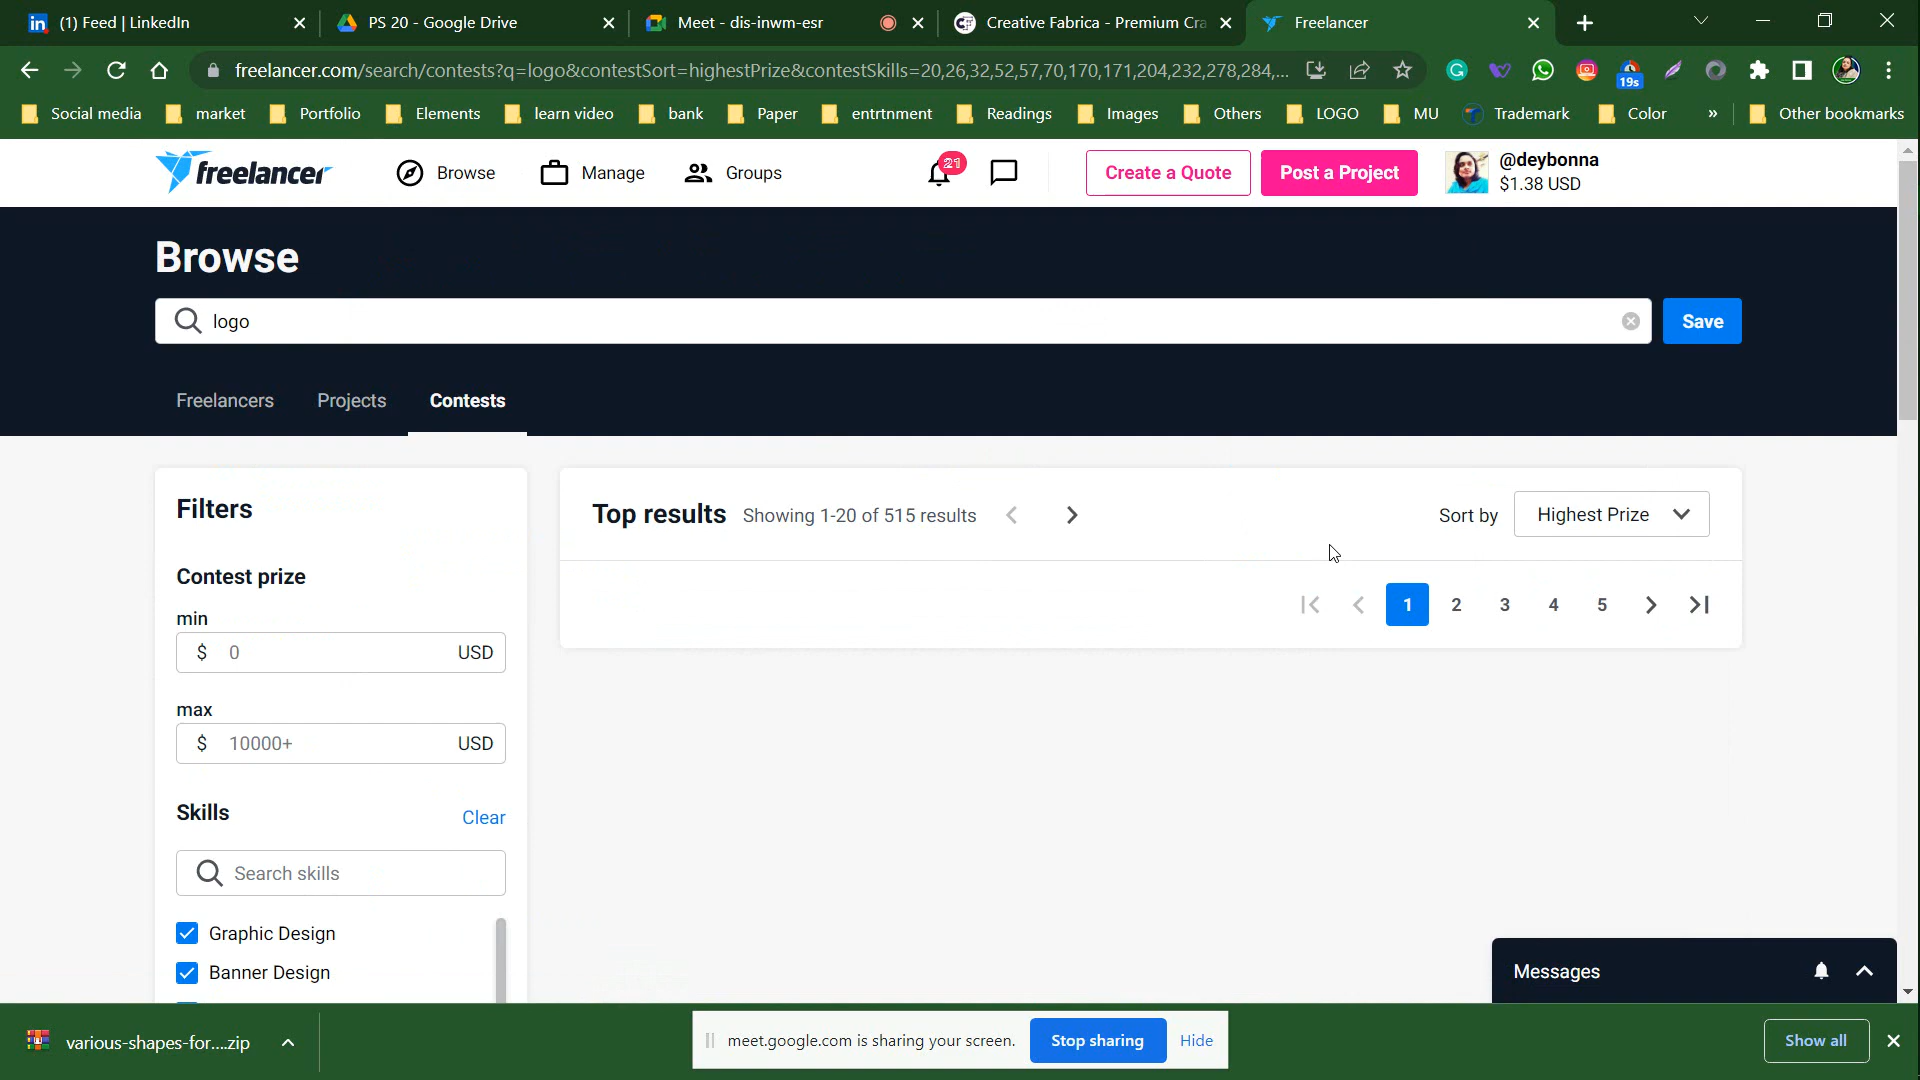 (1) Feed | LinkedIn
PS 20 - Google Drive
Meet - dis-inwm-esr
Creative Fabrica - Premium Cra
Freelancer
freelancer.com/search/contests?q=logo&contestSort=highestPrize&contestSkills=20,26,32,52,57,70,170,171,204,232,278,284,...
19s
Social media
market
Portfolio
Elements
learn video
bank
Paper
entrtnment
Readings
Images
Others
LOGO
MU
Trademark
Color
»
Other bookmarks
freelancer
Browse
Manage
Groups
21
Create a Quote
Post a Project
@deybonna
$1.38 USD
Browse
logo
Save
Freelancers
Projects
Contests
Filters
Top results
Showing 1-20 of 515 results
Sort by
Highest Prize
Contest prize
min
$ 0 USD
1 2 3 4 5
max
$ 10000+ USD
Skills
Clear
Search skills
Graphic Design
Banner Design
Messages
various-shapes-for....zip
meet.google.com is sharing your screen.
Stop sharing
Hide
Show all